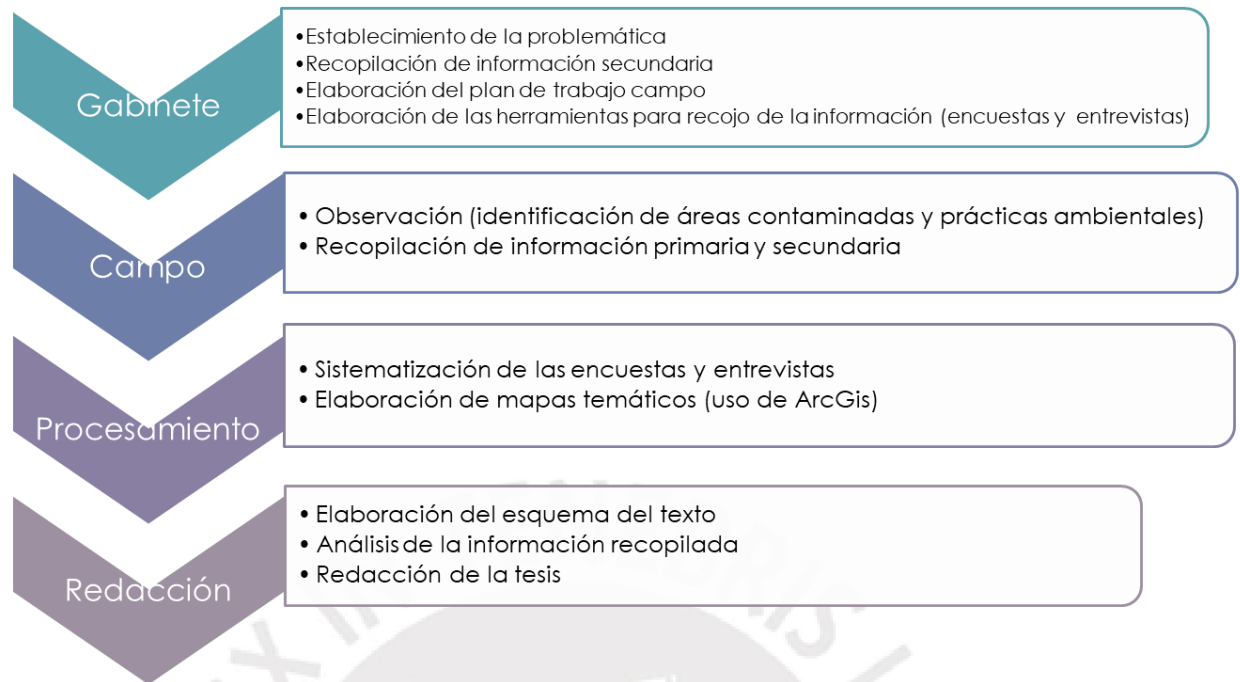 Gabinete
•Establecimiento de la problemática
•Recopilación de información secundaria
•Elaboración del plan de trabajo campo
•Elaboración de las herramientas para recojo de la información (encuestas y entrevistas)
Campo
• Observación (identificación de áreas contaminadas y prácticas ambientales)
• Recopilación de información primaria y secundaria
Procesamiento
• Sistematización de las encuestas y entrevistas
• Elaboración de mapas temáticos (uso de ArcGis)
Redacción
• Elaboración del esquema del texto
• Análisis de la información recopilada
• Redacción de la tesis